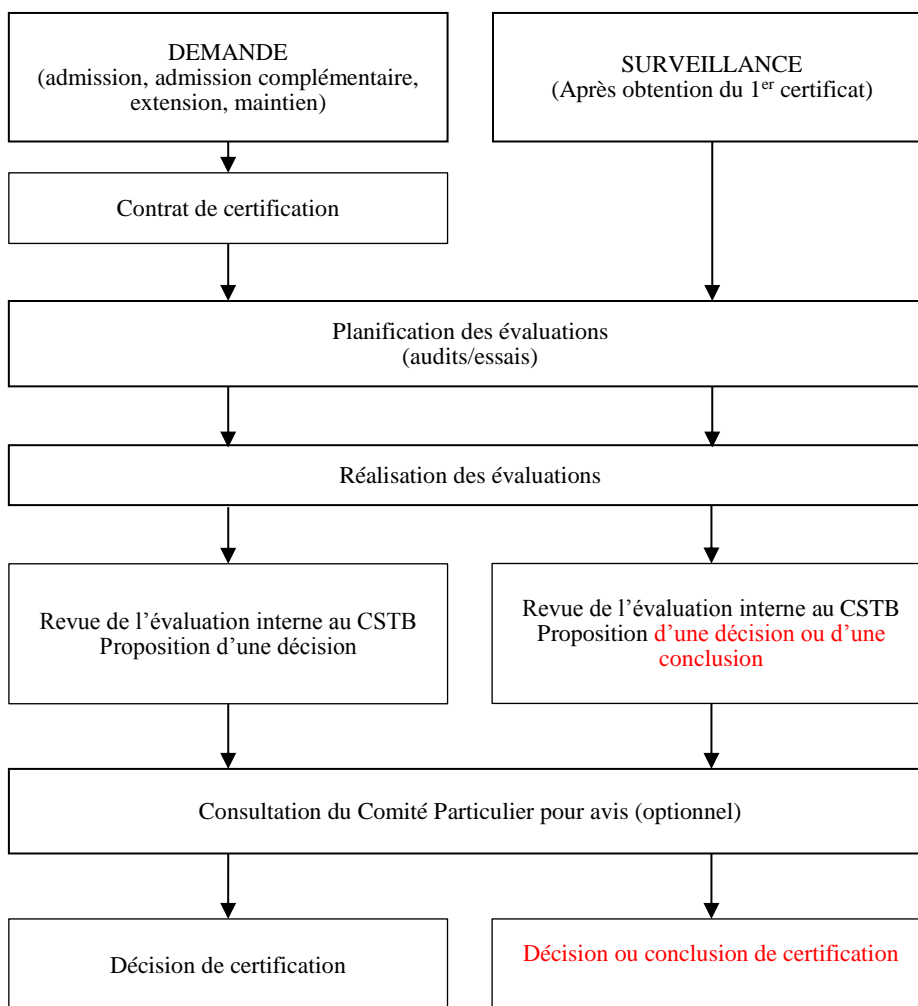 DEMANDE
(admission, admission complémentaire,
extension, maintien)
SURVEILLANCE
(Après obtention du 1er certificat)
Contrat de certification
Planification des évaluations
(audits/essais)
Réalisation des évaluations
Revue de l’évaluation interne au CSTB
Proposition d’une décision
Revue de l’évaluation interne au CSTB
Proposition d’une décision ou d’une
conclusion
Consultation du Comité Particulier pour avis (optionnel)
Décision de certification
Décision ou conclusion de certification